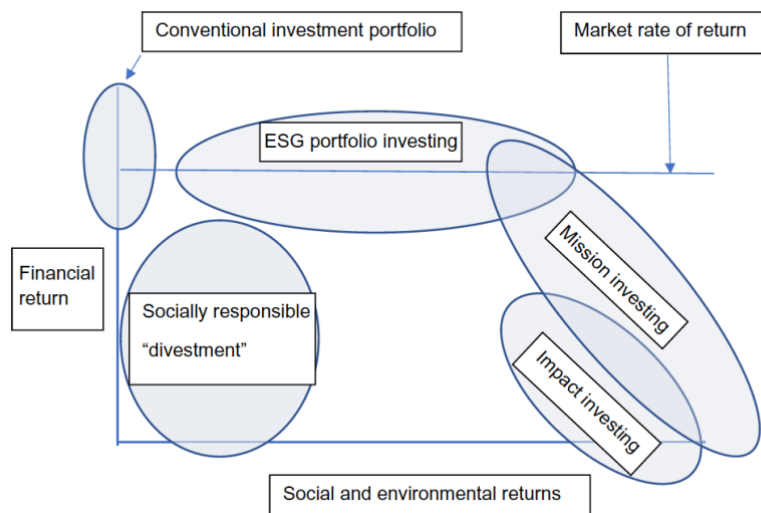 Conventional investment portfolio
Market rate of return
ESG portfolio investing
Mission investing
Financial
return
Socially responsible
“divestment”
Impact investing
Social and environmental returns